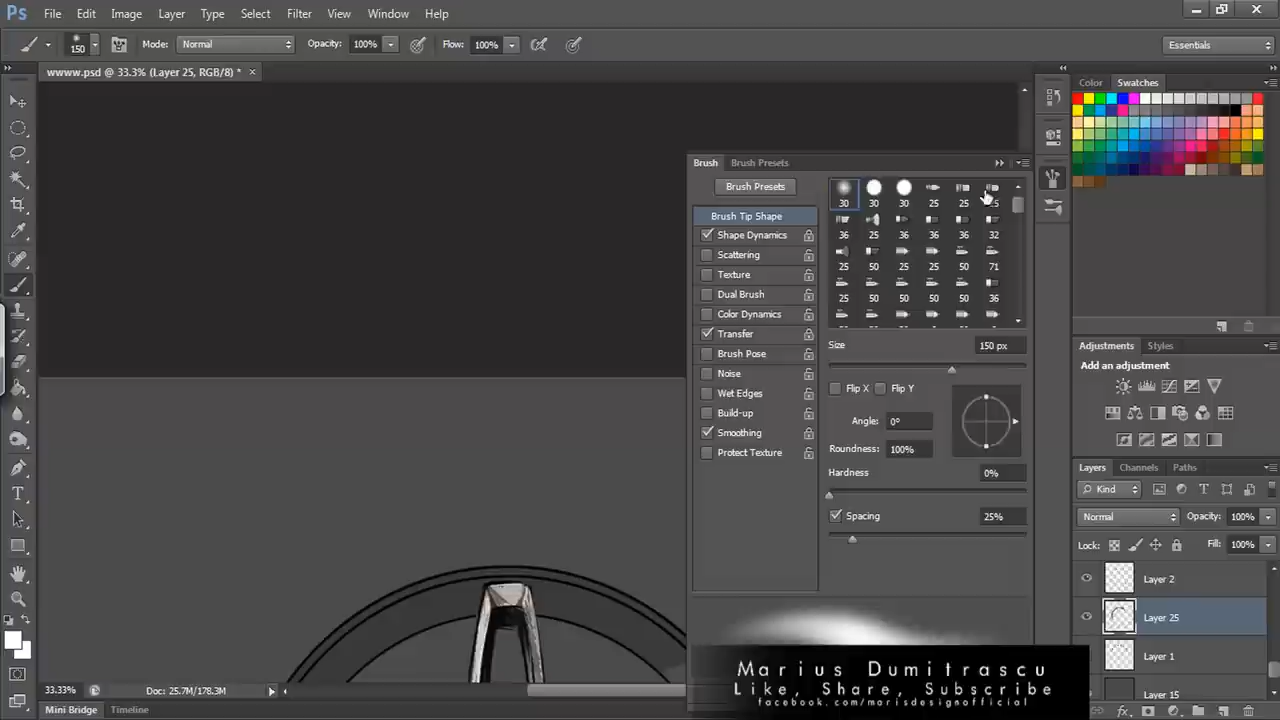 Ps File Edit Image Layer Type Select Filter View Window Help
150 Mode: Normal Opacity: 100% Flow: 100% Essentials
wwww.psd @ 33.3% (Layer 25, RGB/8) * ×
Color Swatches
Brush Brush Presets
Brush Presets
30 30 30 25 25
Brush Tip Shape
Shape Dynamics
36 25 36 36 36 32
Scattering
25 50 25 25 50 71
Texture
Dual Brush
25 50 50 50 50 36
Color Dynamics
Transfer
Size 150 px
Adjustments Styles
Brush Pose
Add an adjustment
Noise
Flip X Flip Y
Wet Edges
Build-up
Angle: 0°
Smoothing
Roundness: 100%
Protect Texture
Hardness 0%
Layers Channels Paths
Kind
Spacing 25%
Normal Opacity: 100%
Lock: Fill: 100%
Layer 2
Layer 25
Layer 1
Layer 15
Marius Dumitrascu
Like, Share, Subscribe
facebook.com/marisdesignofficial
33.33% Doc: 25.7M/178.3M
Mini Bridge Timeline